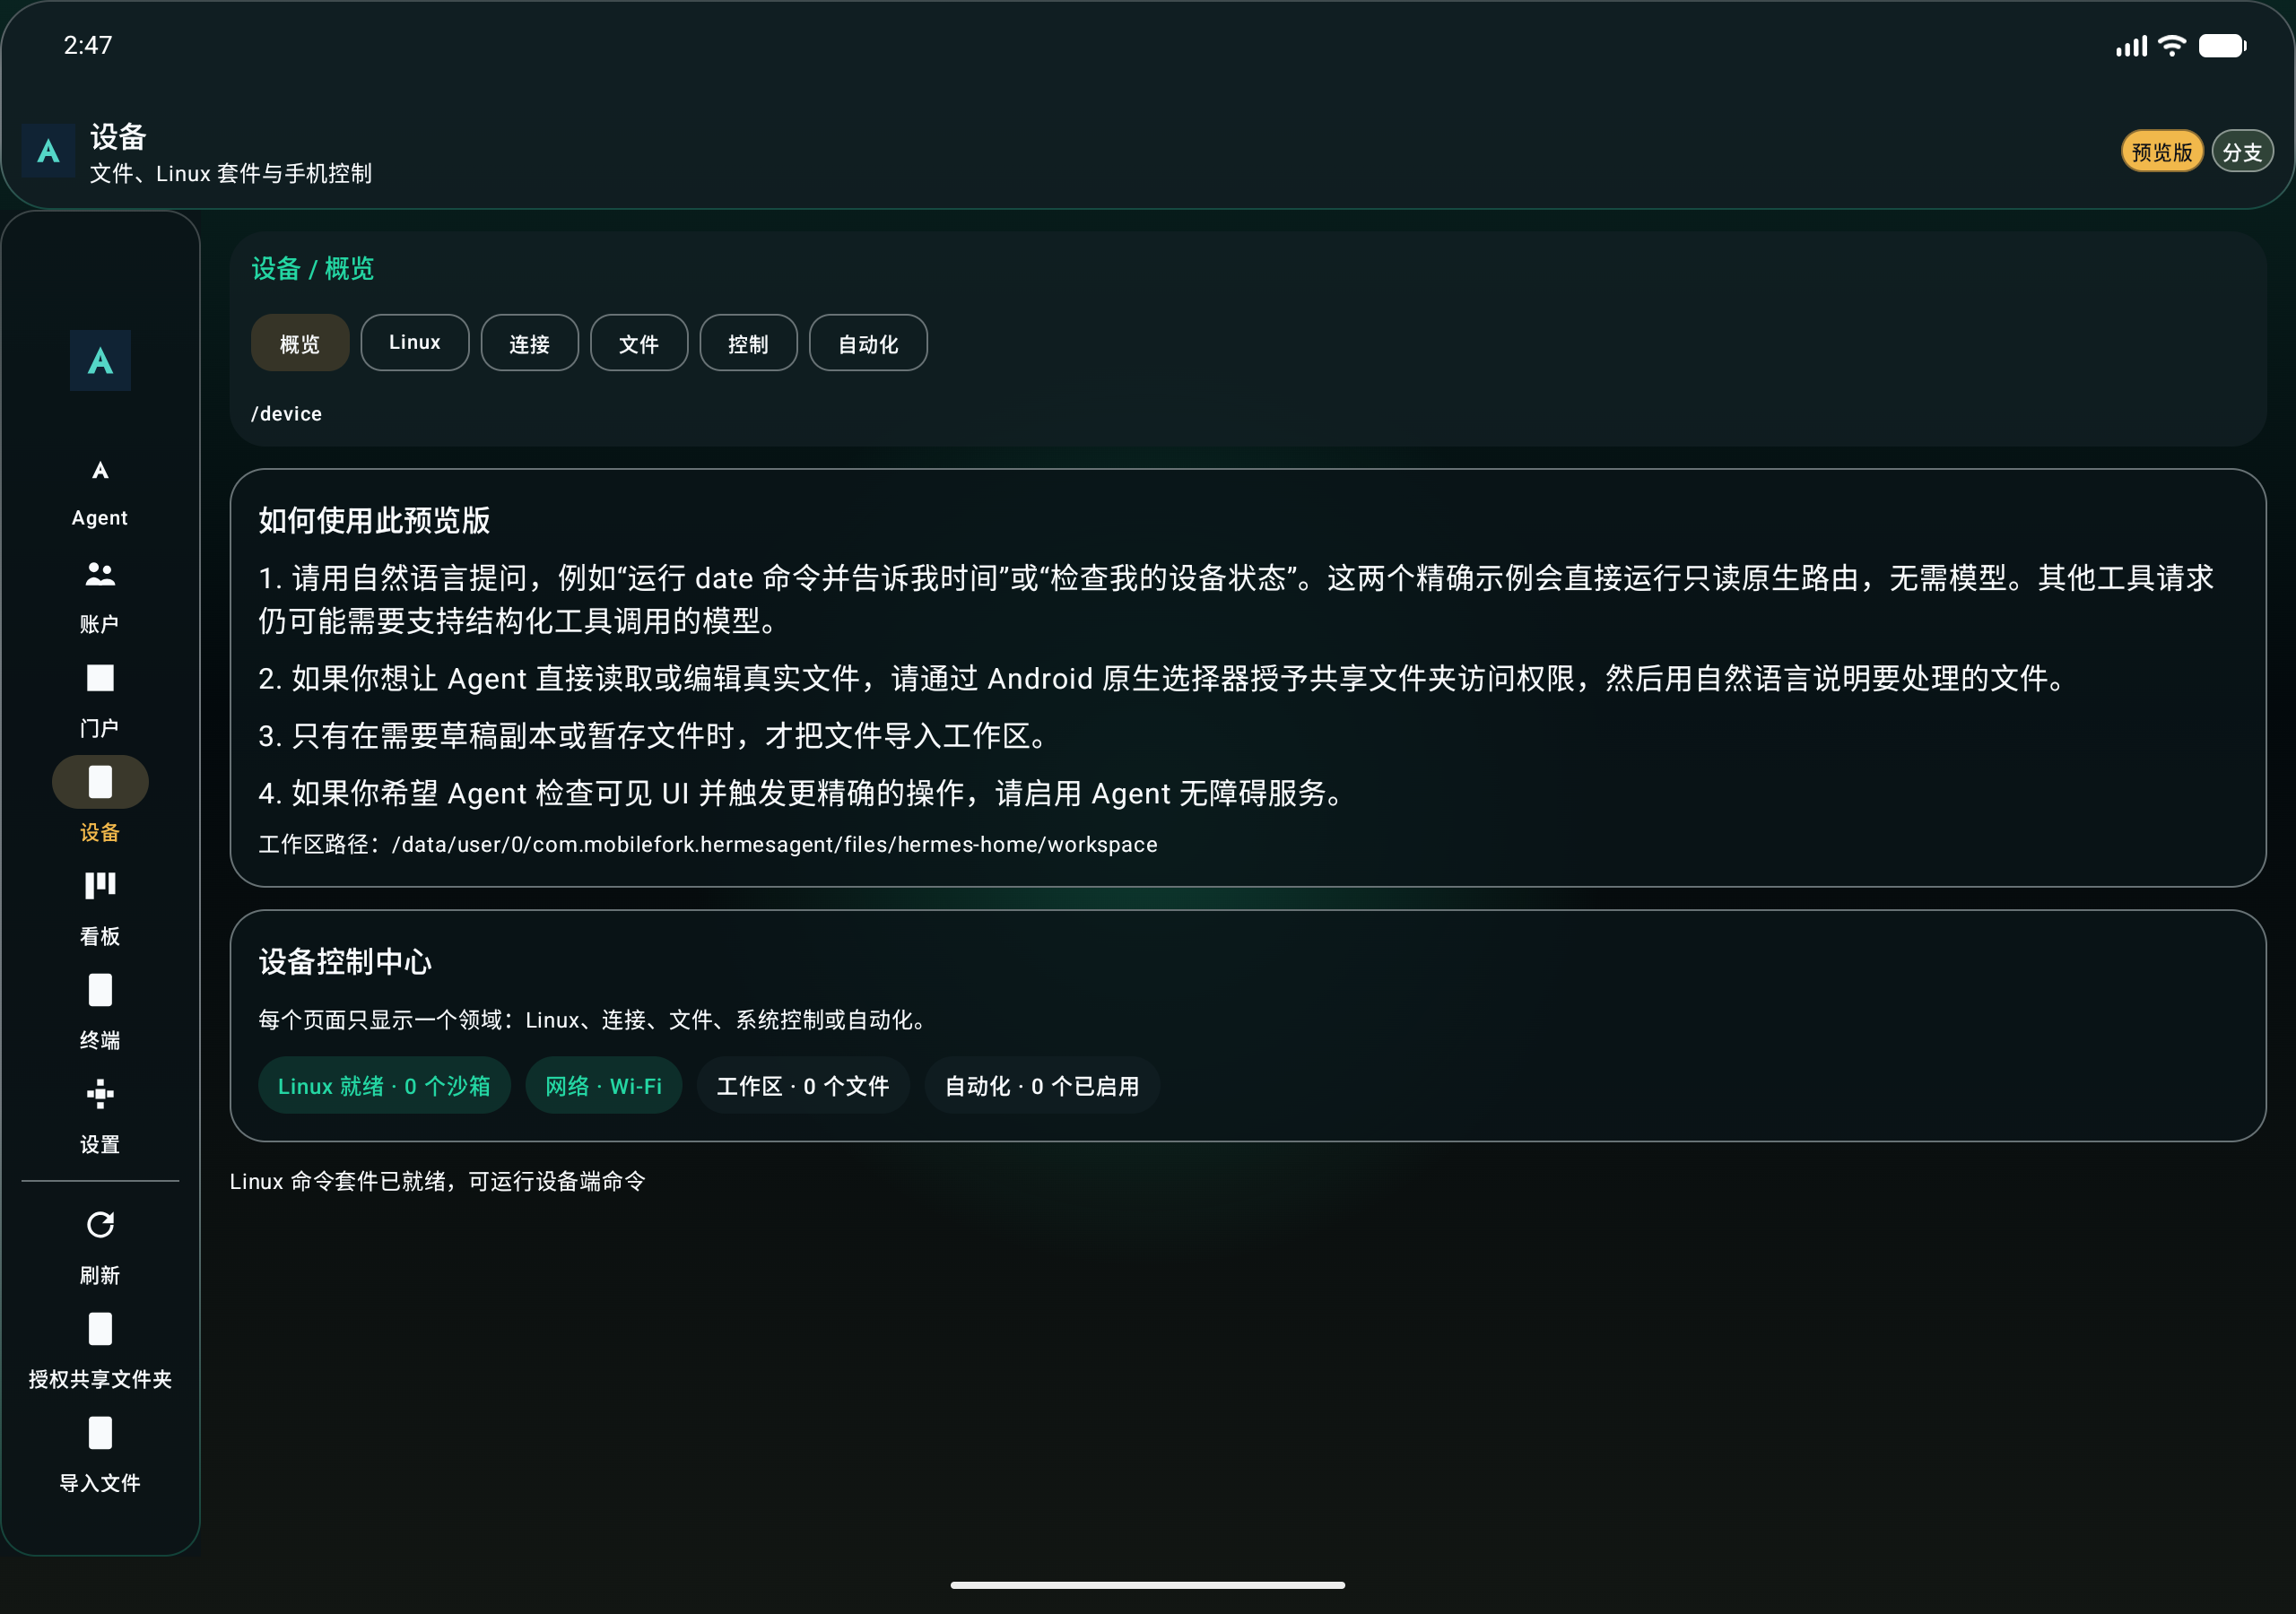 2:47
设备
文件、Linux 套件与手机控制
预览版
分支
Agent
账户
门户
设备
看板
终端
设置
刷新
授权共享文件夹
导入文件
设备 / 概览
概览
Linux
连接
文件
控制
自动化
/device
如何使用此预览版
1. 请用自然语言提问，例如“运行 date 命令并告诉我时间”或“检查我的设备状态”。这两个精确示例会直接运行只读原生路由，无需模型。其他工具请求
仍可能需要支持结构化工具调用的模型。
2. 如果你想让 Agent 直接读取或编辑真实文件，请通过 Android 原生选择器授予共享文件夹访问权限，然后用自然语言说明要处理的文件。
3. 只有在需要草稿副本或暂存文件时，才把文件导入工作区。
4. 如果你希望 Agent 检查可见 UI 并触发更精确的操作，请启用 Agent 无障碍服务。
工作区路径：/data/user/0/com.mobilefork.hermesagent/files/hermes-home/workspace
设备控制中心
每个页面只显示一个领域：Linux、连接、文件、系统控制或自动化。
Linux 就绪 · 0 个沙箱
网络 · Wi-Fi
工作区 · 0 个文件
自动化 · 0 个已启用
Linux 命令套件已就绪，可运行设备端命令